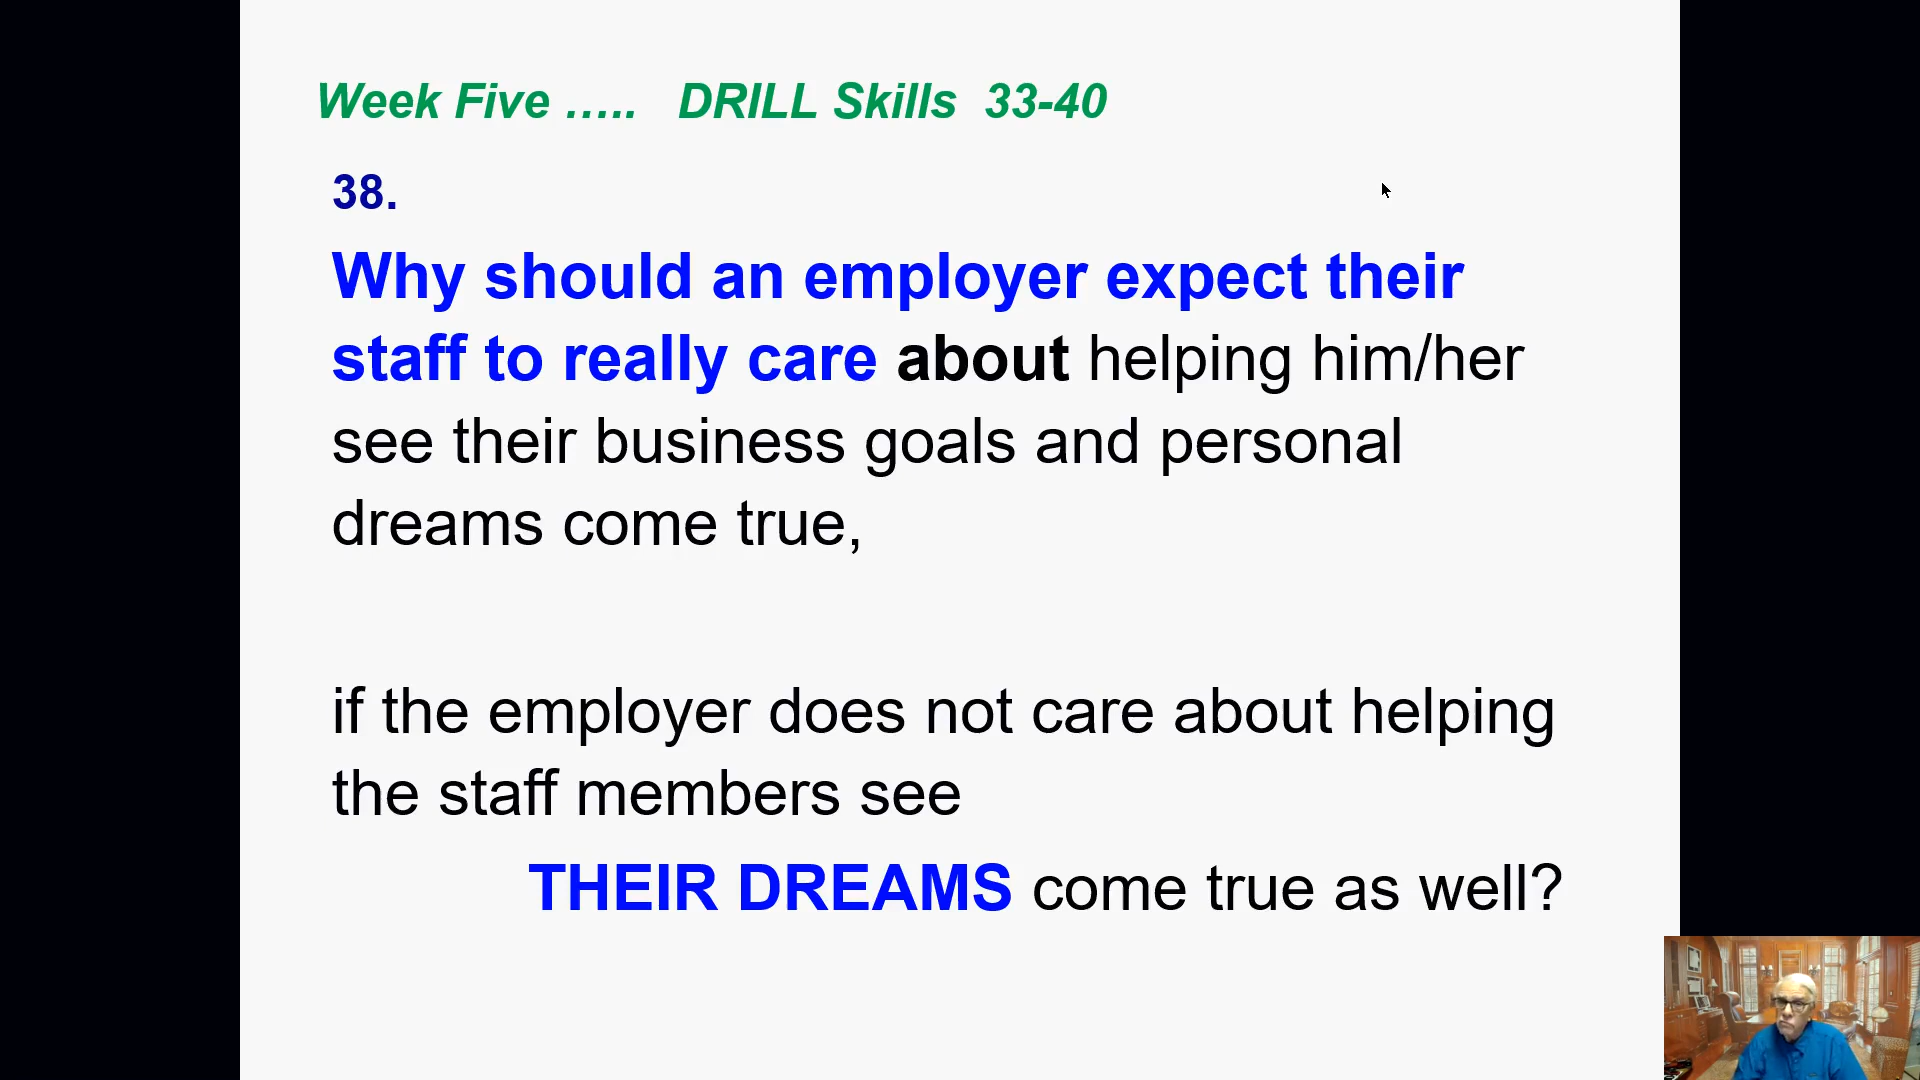 Week Five ..... DRILL Skills 33-40
38.
Why should an employer expect their
staff to really care about helping him/her
see their business goals and personal
dreams come true,
if the employer does not care about helping
the staff members see
THEIR DREAMS come true as well?